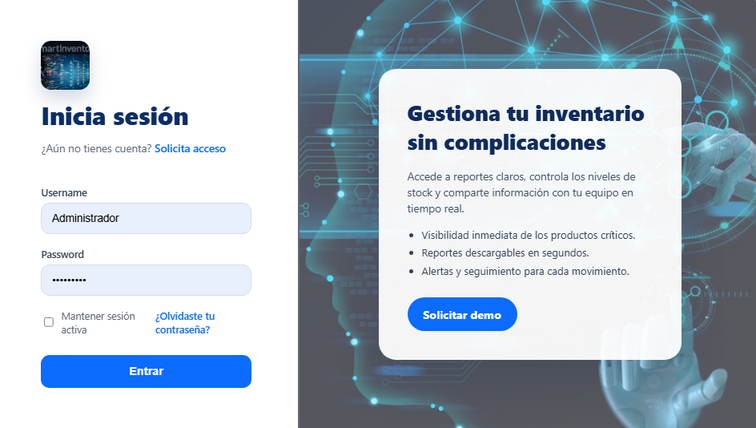 Inicia sesión
¿Aún no tienes cuenta? Solicita acceso
Username
Administrador
Password
•••••••••
Mantener sesión
activa
¿Olvidaste tu
contraseña?
Entrar
Gestiona tu inventario
sin complicaciones
Accede a reportes claros, controla los niveles de
stock y comparte información con tu equipo en
tiempo real.
• Visibilidad inmediata de los productos críticos.
• Reportes descargables en segundos.
• Alertas y seguimiento para cada movimiento.
Solicitar demo